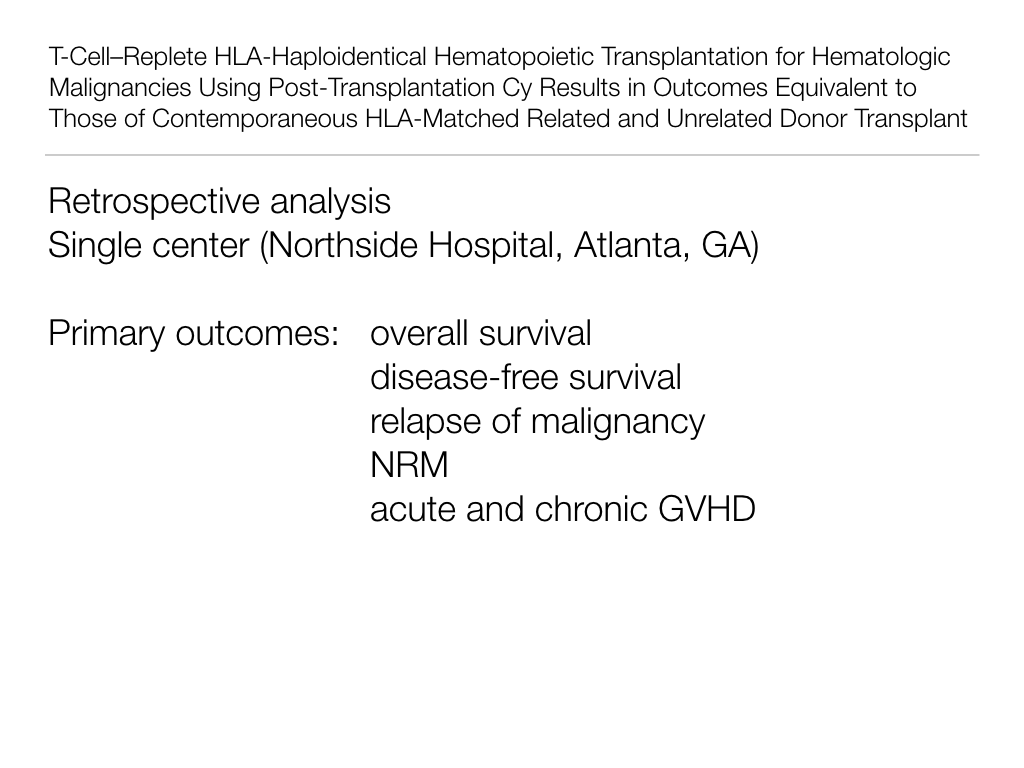 T-Cell–Replete HLA-Haploidentical Hematopoietic Transplantation for Hematologic
Malignancies Using Post-Transplantation Cy Results in Outcomes Equivalent to
Those of Contemporaneous HLA-Matched Related and Unrelated Donor Transplant
Retrospective analysis
Single center (Northside Hospital, Atlanta, GA)
Primary outcomes: overall survival
disease-free survival
relapse of malignancy
NRM
acute and chronic GVHD